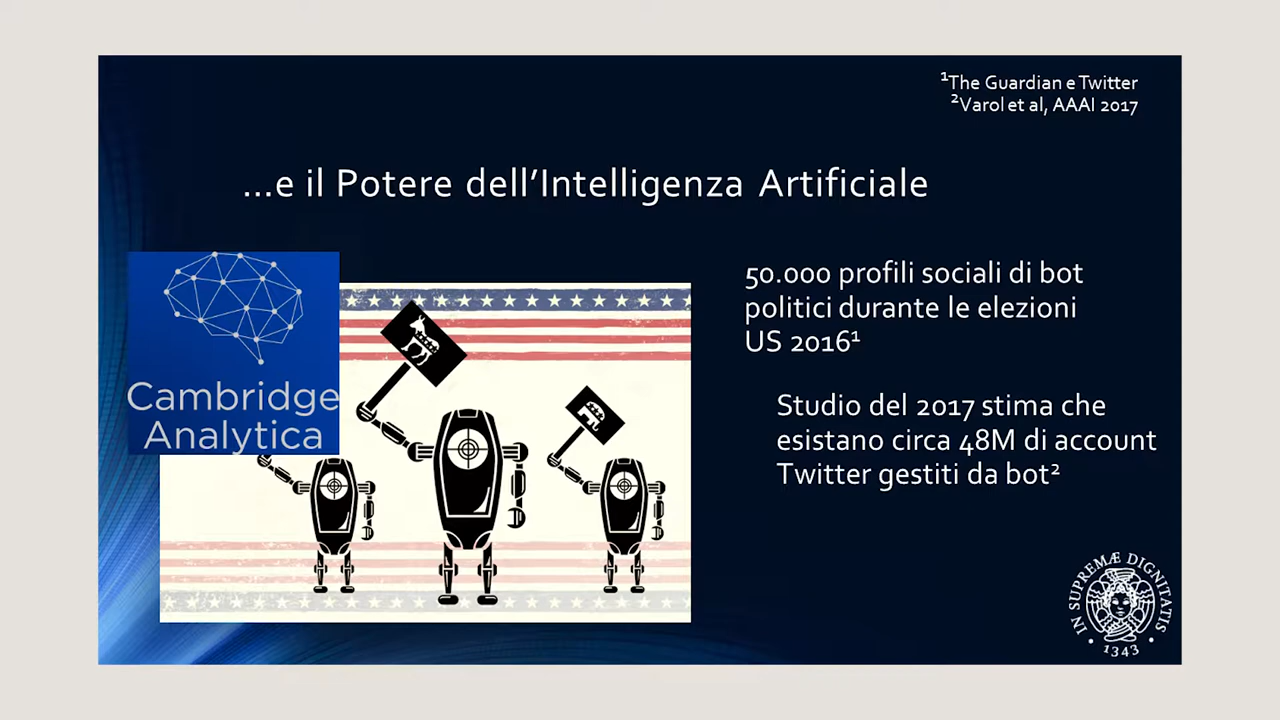 ¹The Guardian e Twitter
²Varol et al, AAAI 2017
...e il Potere dell'Intelligenza Artificiale
Cambridge
Analytica
50.000 profili sociali di bot
politici durante le elezioni
US 2016¹
Studio del 2017 stima che
esistano circa 48M di account
Twitter gestiti da bot²
IN SUPREMÆ DIGNITATIS
• 1343 •